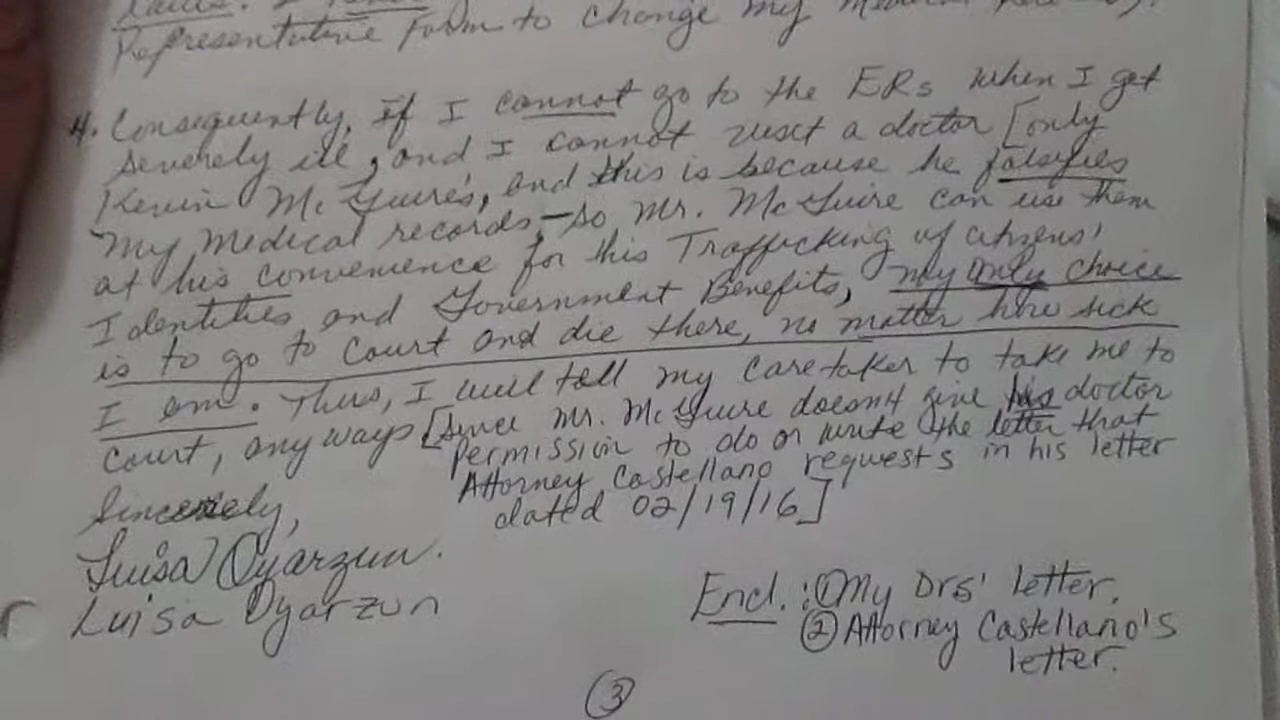 Representative form to change my Medical
4. Consequently, If I cannot go to the ERs when I get
severely ill, and I cannot visit a doctor [only
Kevin McGuire's, and this is because he falsifies
my Medical records - so Mr. McGuire can use them
at his convenience for this Trafficking of citizens'
Identities and Government Benefits, my only choice
is to go to court and die there, no matter how sick
I am. Thus, I will tell my caretaker to take me to
court, any ways [Since Mr. McGuire doesn't give his doctor
permission to do or write the letter that
Attorney Castellano requests in his letter
dated 02/19/16]
Sincerely,
Luisa Oyarzun.
Luisa Oyarzun
Encl.: ① My Drs' letter.
② Attorney Castellano's
letter.
③